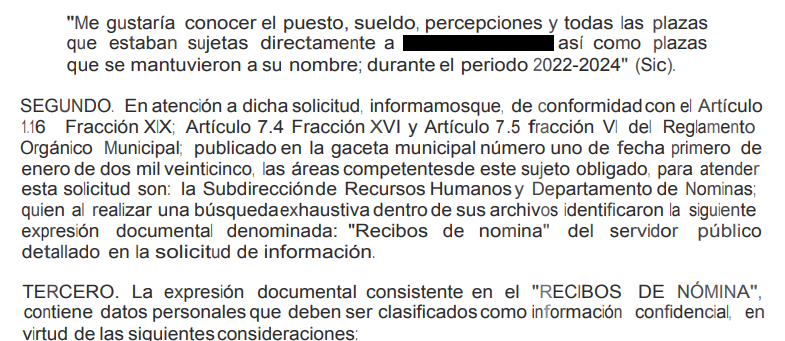 "Me gustaría conocer el puesto, sueldo, percepciones y todas las plazas
que estaban sujetas directamente a así como plazas
que se mantuvieron a su nombre; durante el periodo 2022-2024" (Sic).
SEGUNDO. En atención a dicha solicitud, informamosque, de conformidad con el Artículo
1.16 Fracción XIX; Artículo 7.4 Fracción XVI y Artículo 7.5 fracción VI del Reglamento
Orgánico Municipal; publicado en la gaceta municipal número uno de fecha primero de
enero de dos mil veinticinco, las áreas competentesde este sujeto obligado, para atender
esta solicitud son: la Subdirección de Recursos Humanos y Departamento de Nominas;
quien al realizar una búsqueda exhaustiva dentro de sus archivos identificaron la siguiente
expresión documental denominada: "Recibos de nomina" del servidor público
detallado en la solicitud de información.
TERCERO. La expresión documental consistente en el "RECIBOS DE NÓMINA",
contiene datos personales que deben ser clasificados como información confidencial, en
virtud de las siguientes consideraciones: